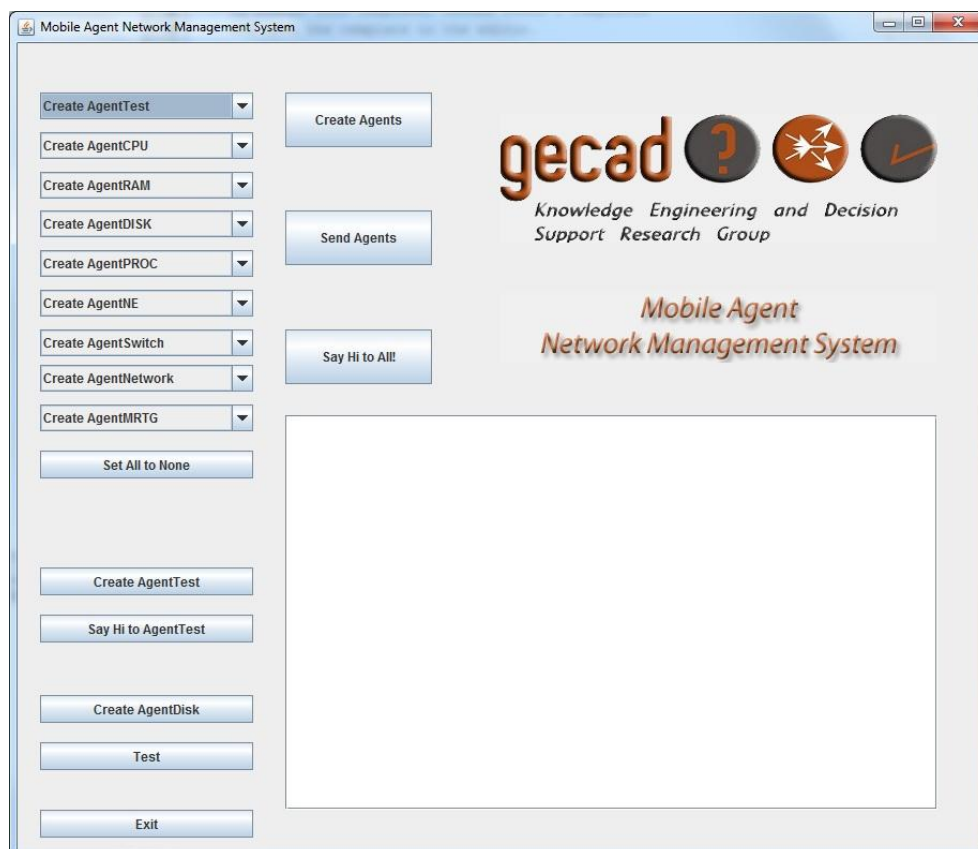 Mobile Agent Network Management System
Create AgentTest
Create AgentCPU
Create AgentRAM
Create AgentDISK
Create AgentPROC
Create AgentNE
Create AgentSwitch
Create AgentNetwork
Create AgentMRTG
Set All to None
Create AgentTest
Say Hi to AgentTest
Create AgentDisk
Test
Exit
Create Agents
Send Agents
Say Hi to All!
gecad ?
Knowledge Engineering and Decision
Support Research Group
Mobile Agent
Network Management System